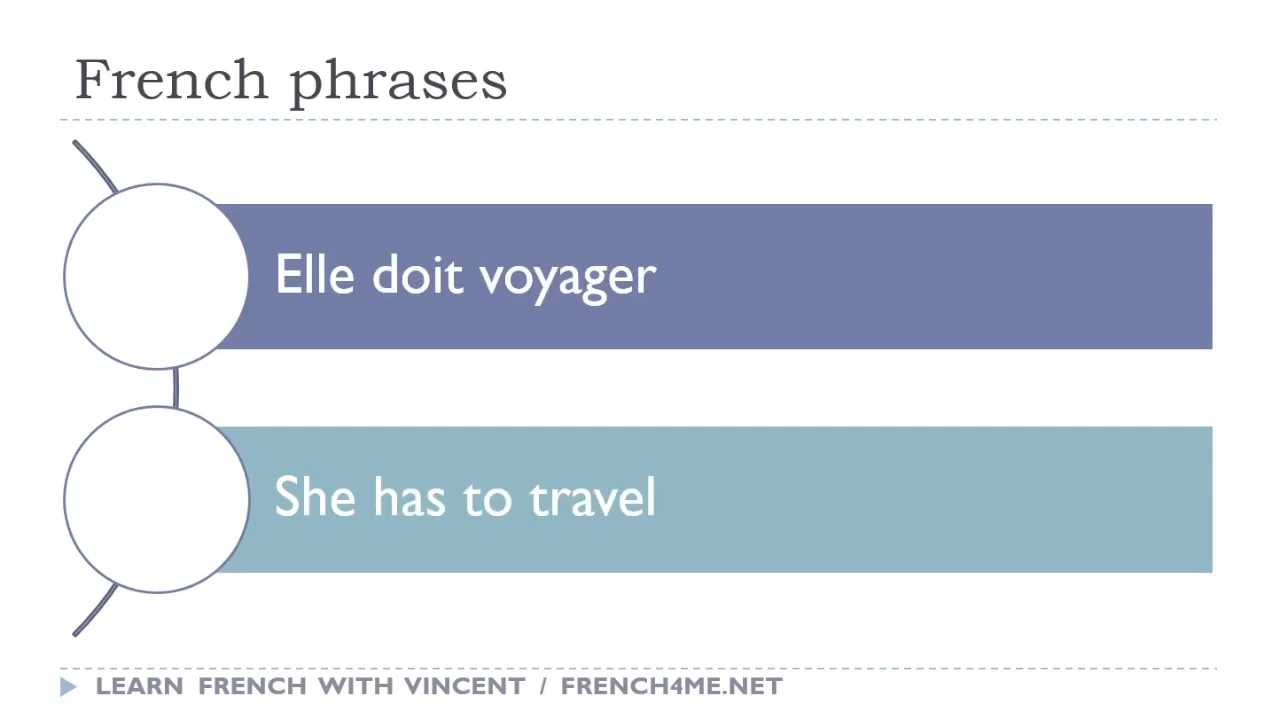 French phrases
Elle doit voyager
She has to travel
LEARN FRENCH WITH VINCENT / FRENCH4ME.NET